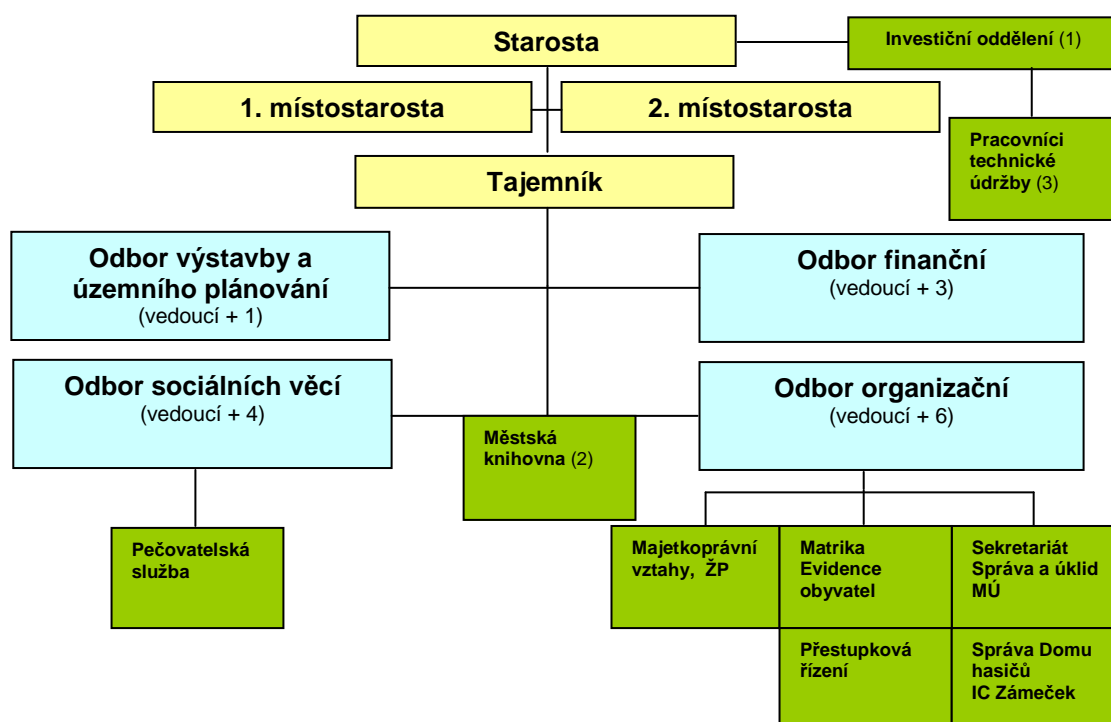 Starosta
Investiční oddělení (1)
1. místostarosta
2. místostarosta
Pracovníci
technické
údržby (3)
Tajemník
Odbor výstavby a
územního plánování
(vedoucí + 1)
Odbor finanční
(vedoucí + 3)
Odbor sociálních věcí
(vedoucí + 4)
Odbor organizační
(vedoucí + 6)
Městská
knihovna (2)
Pečovatelská
služba
Majetkoprávní
vztahy, ŽP
Matrika
Evidence
obyvatel
Sekretariát
Správa a úklid
MÚ
Přestupková
řízení
Správa Domu
hasičů
IC Zámeček